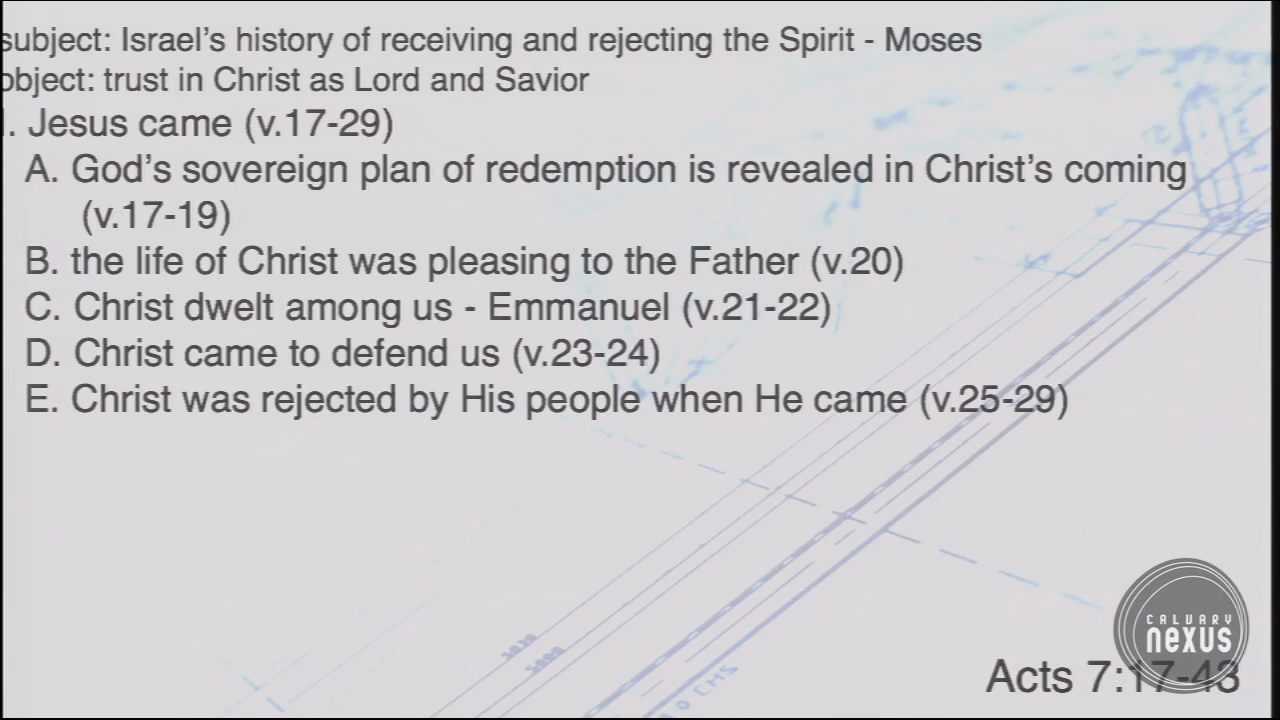 subject: Israel's history of receiving and rejecting the Spirit - Moses
object: trust in Christ as Lord and Savior
I. Jesus came (v.17-29)
A. God's sovereign plan of redemption is revealed in Christ's coming
(v.17-19)
B. the life of Christ was pleasing to the Father (v.20)
C. Christ dwelt among us - Emmanuel (v.21-22)
D. Christ came to defend us (v.23-24)
E. Christ was rejected by His people when He came (v.25-29)
CALVARY
nexus
Acts 7:17-43